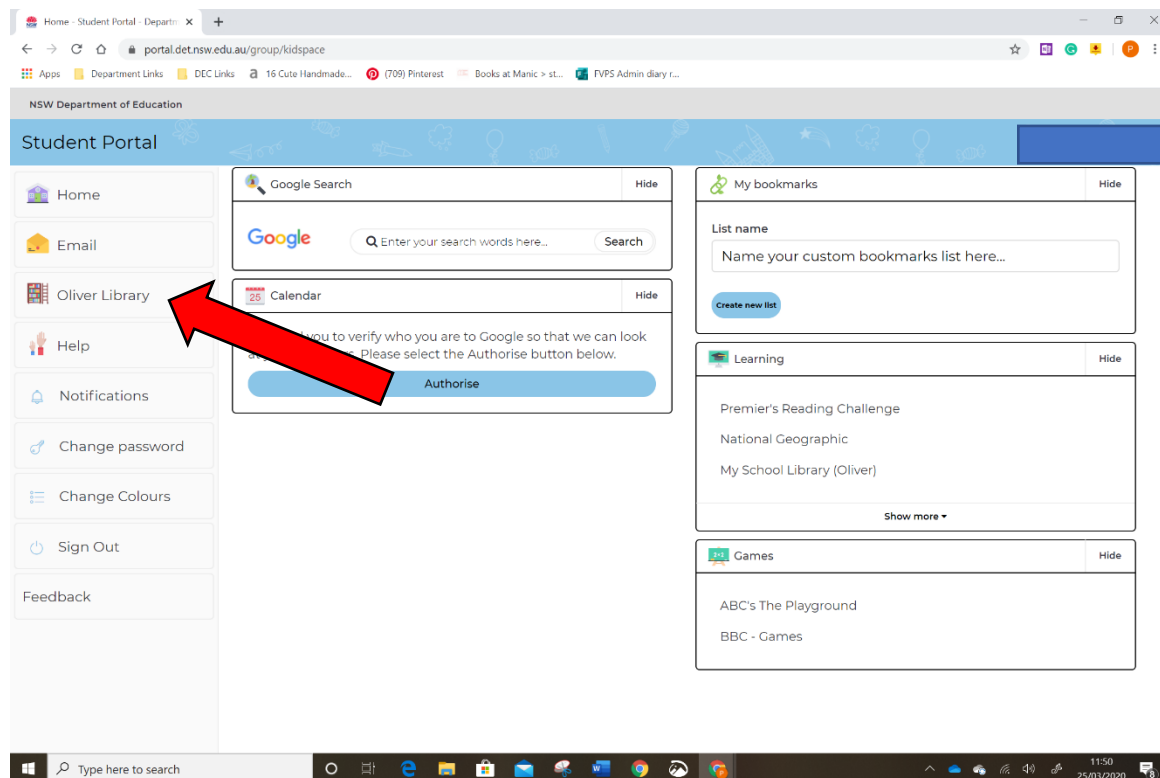 Home - Student Portal - Departm
portal.det.nsw.edu.au/group/kidspace
Apps Department Links DEC Links 16 Cute Handmade... (709) Pinterest Books at Manic > st... FVPS Admin diary r...
NSW Department of Education
Student Portal
Home
Email
Oliver Library
Help
Notifications
Change password
Change Colours
Sign Out
Feedback
Google Search Hide
Google Enter your search words here... Search
25 Calendar Hide
you to verify who you are to Google so that we can look
Please select the Authorise button below.
Authorise
My bookmarks Hide
List name
Name your custom bookmarks list here...
Create new list
Learning Hide
Premier's Reading Challenge
National Geographic
My School Library (Oliver)
Show more
Games Hide
ABC's The Playground
BBC - Games
Type here to search
11:50
25/03/2020